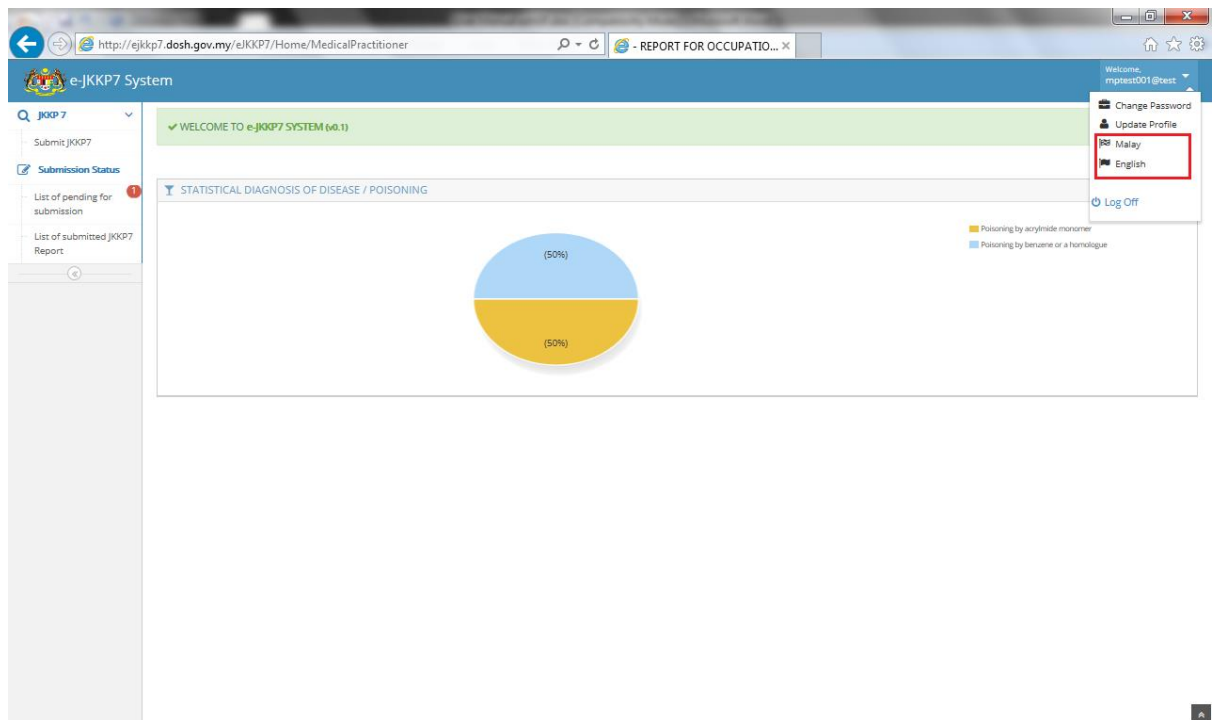 http://ejkkp7.dosh.gov.my/eJKKP7/Home/MedicalPractitioner
- REPORT FOR OCCUPATIO...
e-JKKP7 System
Welcome,
mptest001@test
JKKP 7
Submit JKKP7
Submission Status
List of pending for
submission
1
List of submitted JKKP7
Report
WELCOME TO e-JKKP7 SYSTEM (v0.1)
STATISTICAL DIAGNOSIS OF DISEASE / POISONING
(50%)
(50%)
Poisoning by acrylmide monomer
Poisoning by benzene or a homologue
Change Password
Update Profile
Malay
English
Log Off